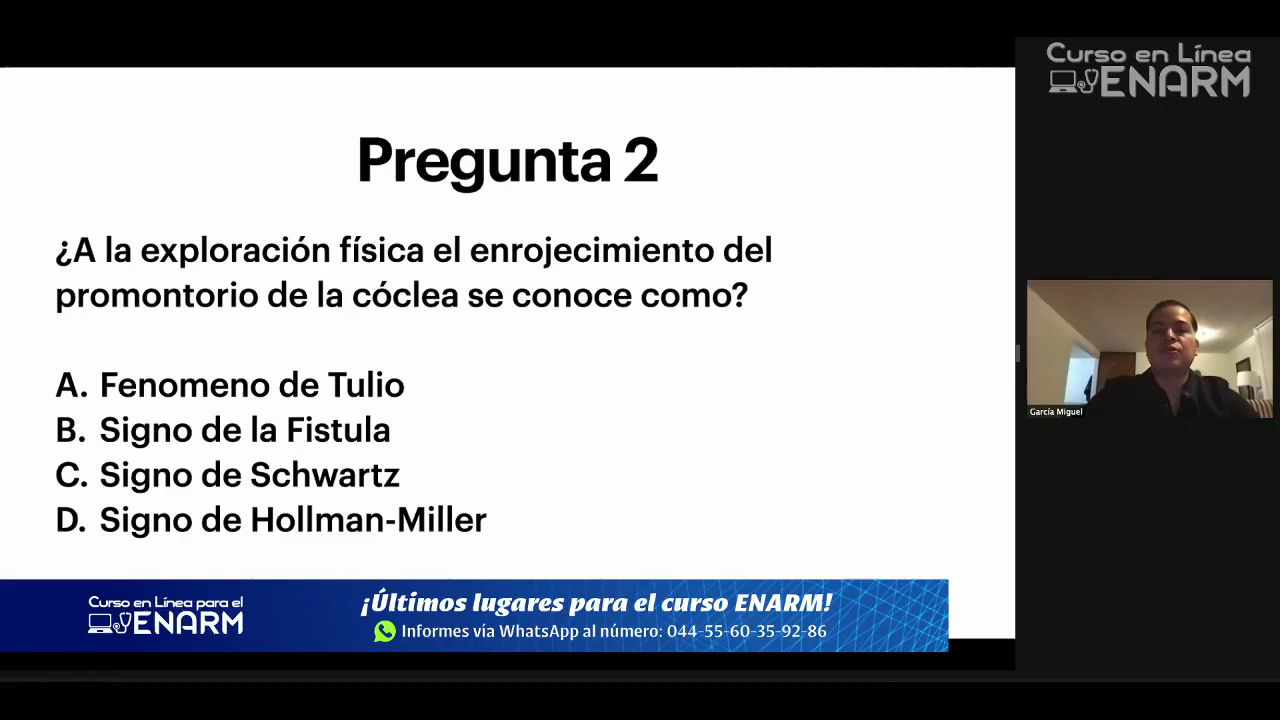 Curso en Línea
ENARM
Pregunta 2
¿A la exploración física el enrojecimiento del
promontorio de la cóclea se conoce como?
A. Fenomeno de Tulio
B. Signo de la Fistula
C. Signo de Schwartz
D. Signo de Hollman-Miller
García Miguel
Curso en Línea para el
ENARM
¡Últimos lugares para el curso ENARM!
Informes vía WhatsApp al número: 044-55-60-35-92-86